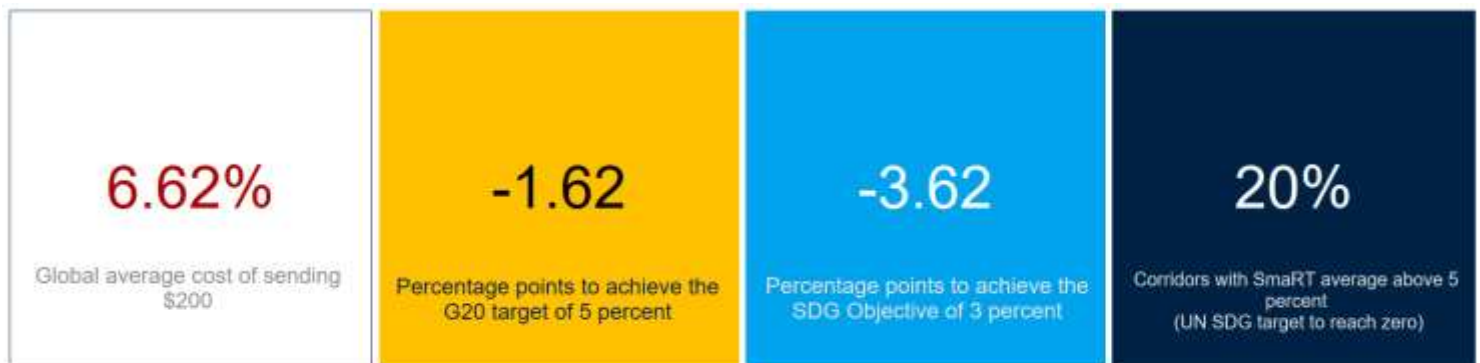 6.62%
Global average cost of sending
$200
-1.62
Percentage points to achieve the
G20 target of 5 percent
-3.62
Percentage points to achieve the
SDG Objective of 3 percent
20%
Corridors with SmaRT average above 5
percent
(UN SDG target to reach zero)